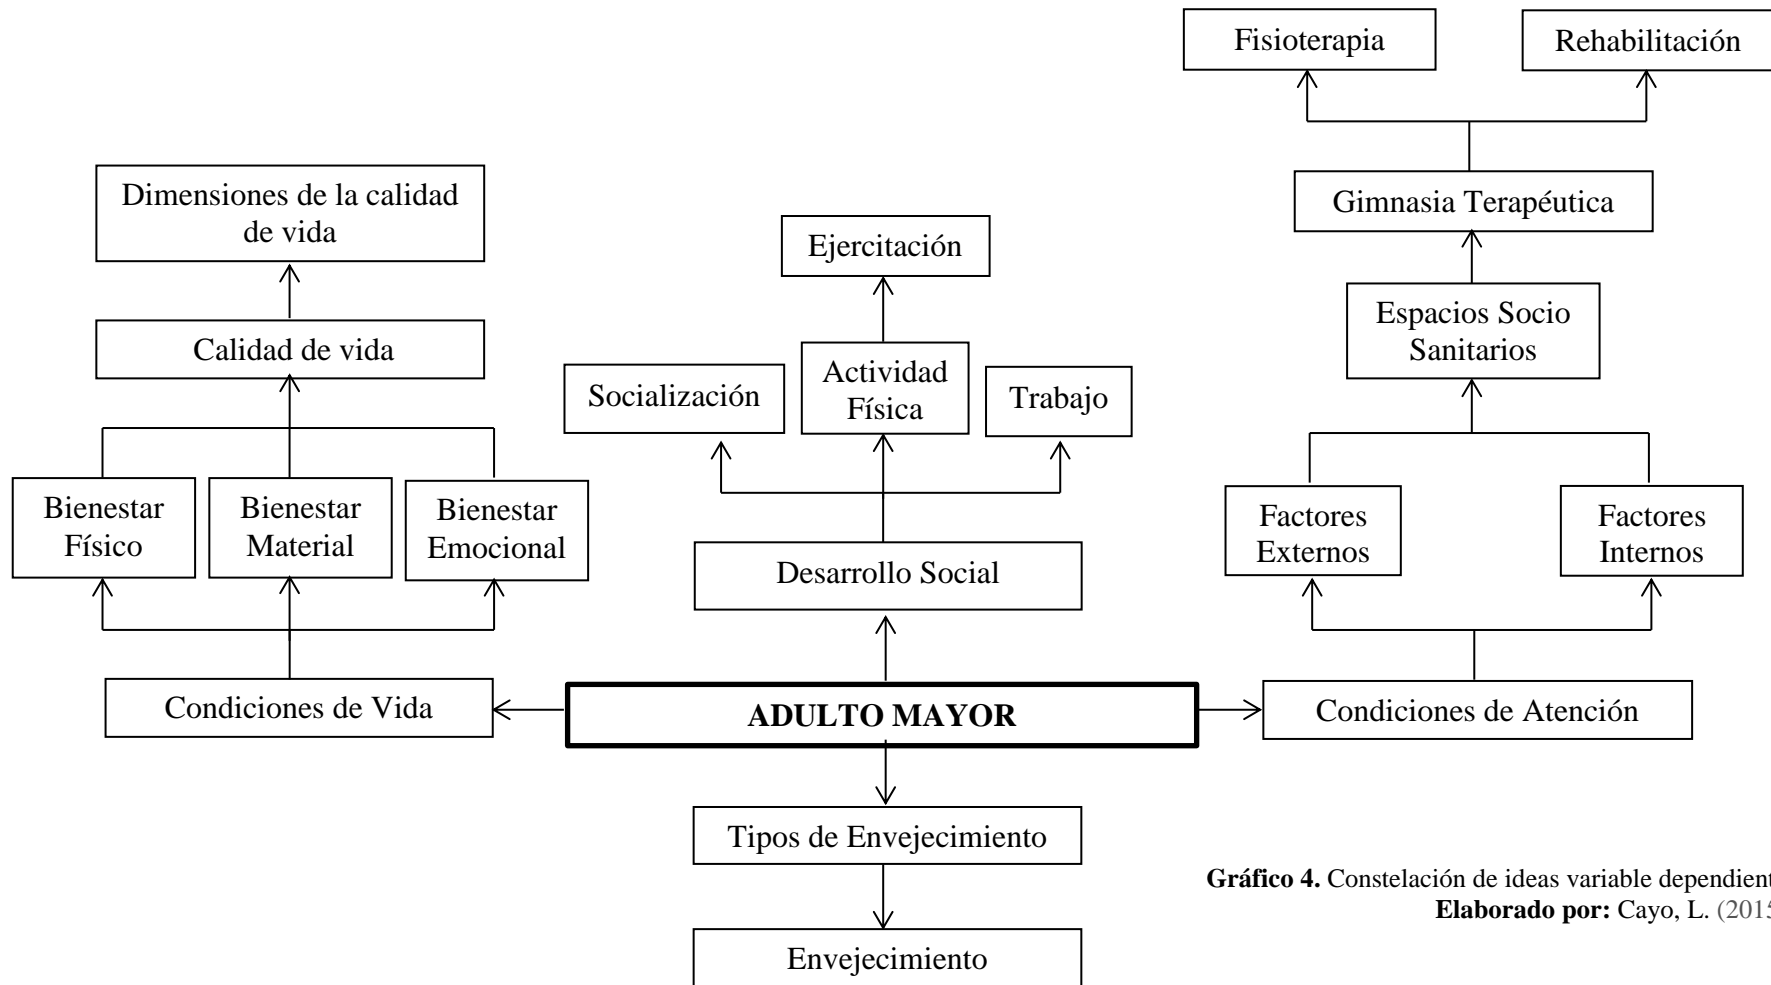 Fisioterapia
Rehabilitación
Dimensiones de la calidad
de vida
Gimnasia Terapéutica
Ejercitación
Calidad de vida
Espacios Socio
Sanitarios
Socialización
Actividad
Física
Trabajo
Bienestar
Físico
Bienestar
Material
Bienestar
Emocional
Factores
Externos
Factores
Internos
Desarrollo Social
Condiciones de Vida
ADULTO MAYOR
Condiciones de Atención
Tipos de Envejecimiento
Gráfico 4. Constelación de ideas variable dependient
Elaborado por: Cayo, L. (2015
Envejecimiento